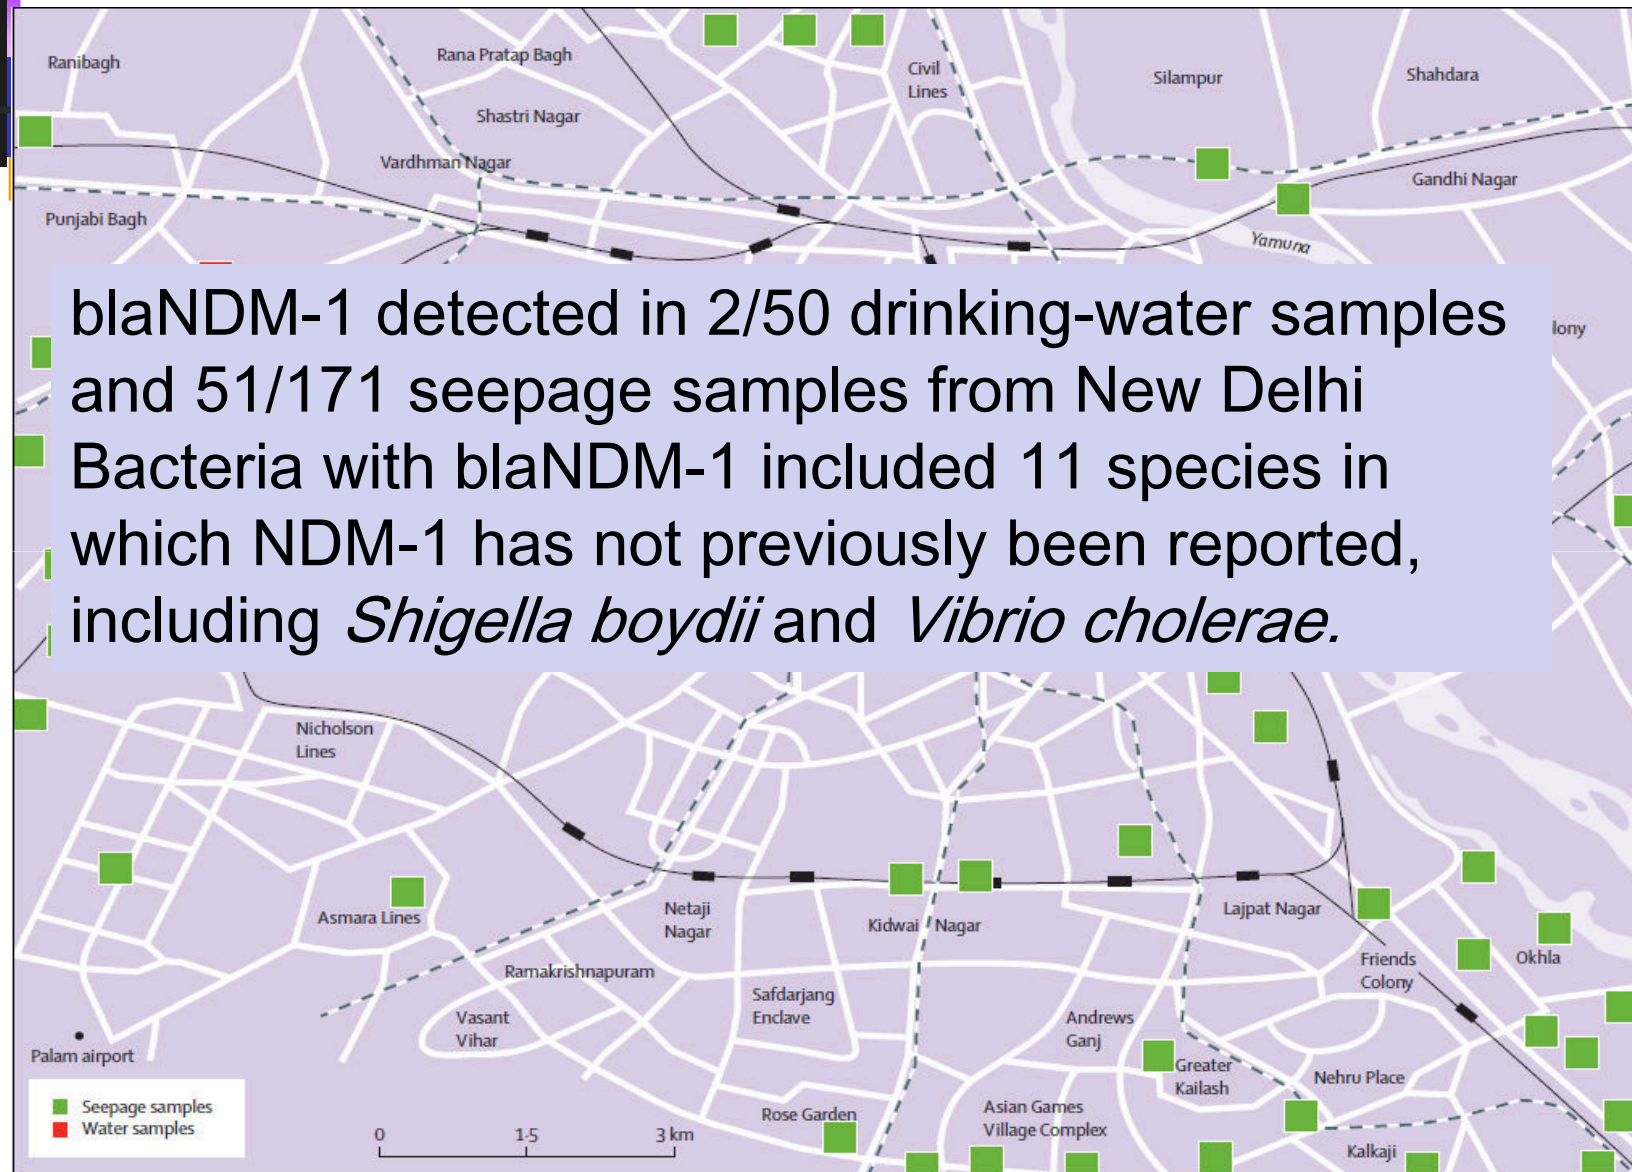 Ranibagh
Rana Pratap Bagh
Civil
Lines
Silampur
Shahdara
Shastri Nagar
Vardhman Nagar
Gandhi Nagar
Punjabi Bagh
Yamuna
blaNDM-1 detected in 2/50 drinking-water samples
and 51/171 seepage samples from New Delhi
Bacteria with blaNDM-1 included 11 species in
which NDM-1 has not previously been reported,
including Shigella boydii and Vibrio cholerae.
lony
Nicholson
Lines
Asmara Lines
Netaji
Nagar
Kidwai Nagar
Lajpat Nagar
Friends
Colony
Okhla
Ramakrishnapuram
Safdarjang
Enclave
Vasant
Vihar
Andrews
Ganj
Palam airport
Greater
Kailash
Nehru Place
Seepage samples
Water samples
Rose Garden
Asian Games
Village Complex
0 1·5 3 km
Kalkaji